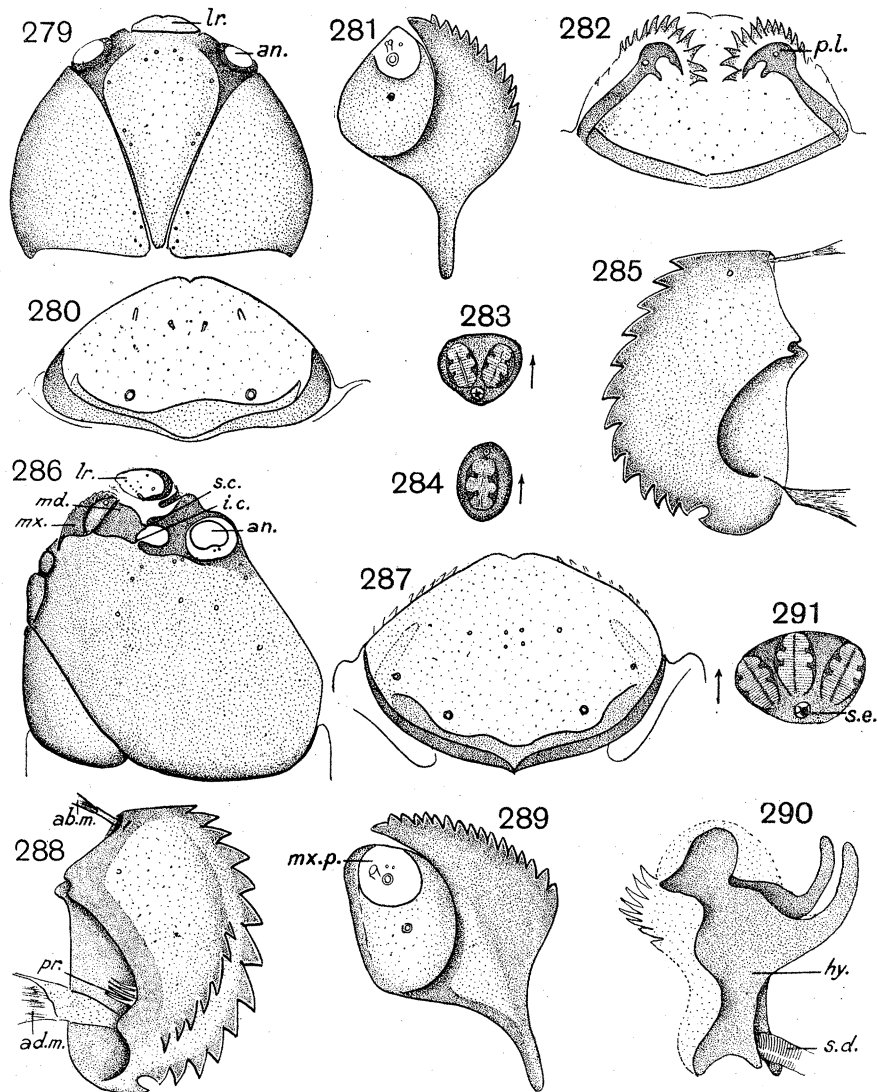 279
lr.
an.
281
282
p.l.
280
283
284
285
286
lr.
md.
mx.
s.c.
i.c.
an.
287
291
s.e.
288
ab.m.
pr.
ad.m.
289
mx.p.
290
hy.
s.d.